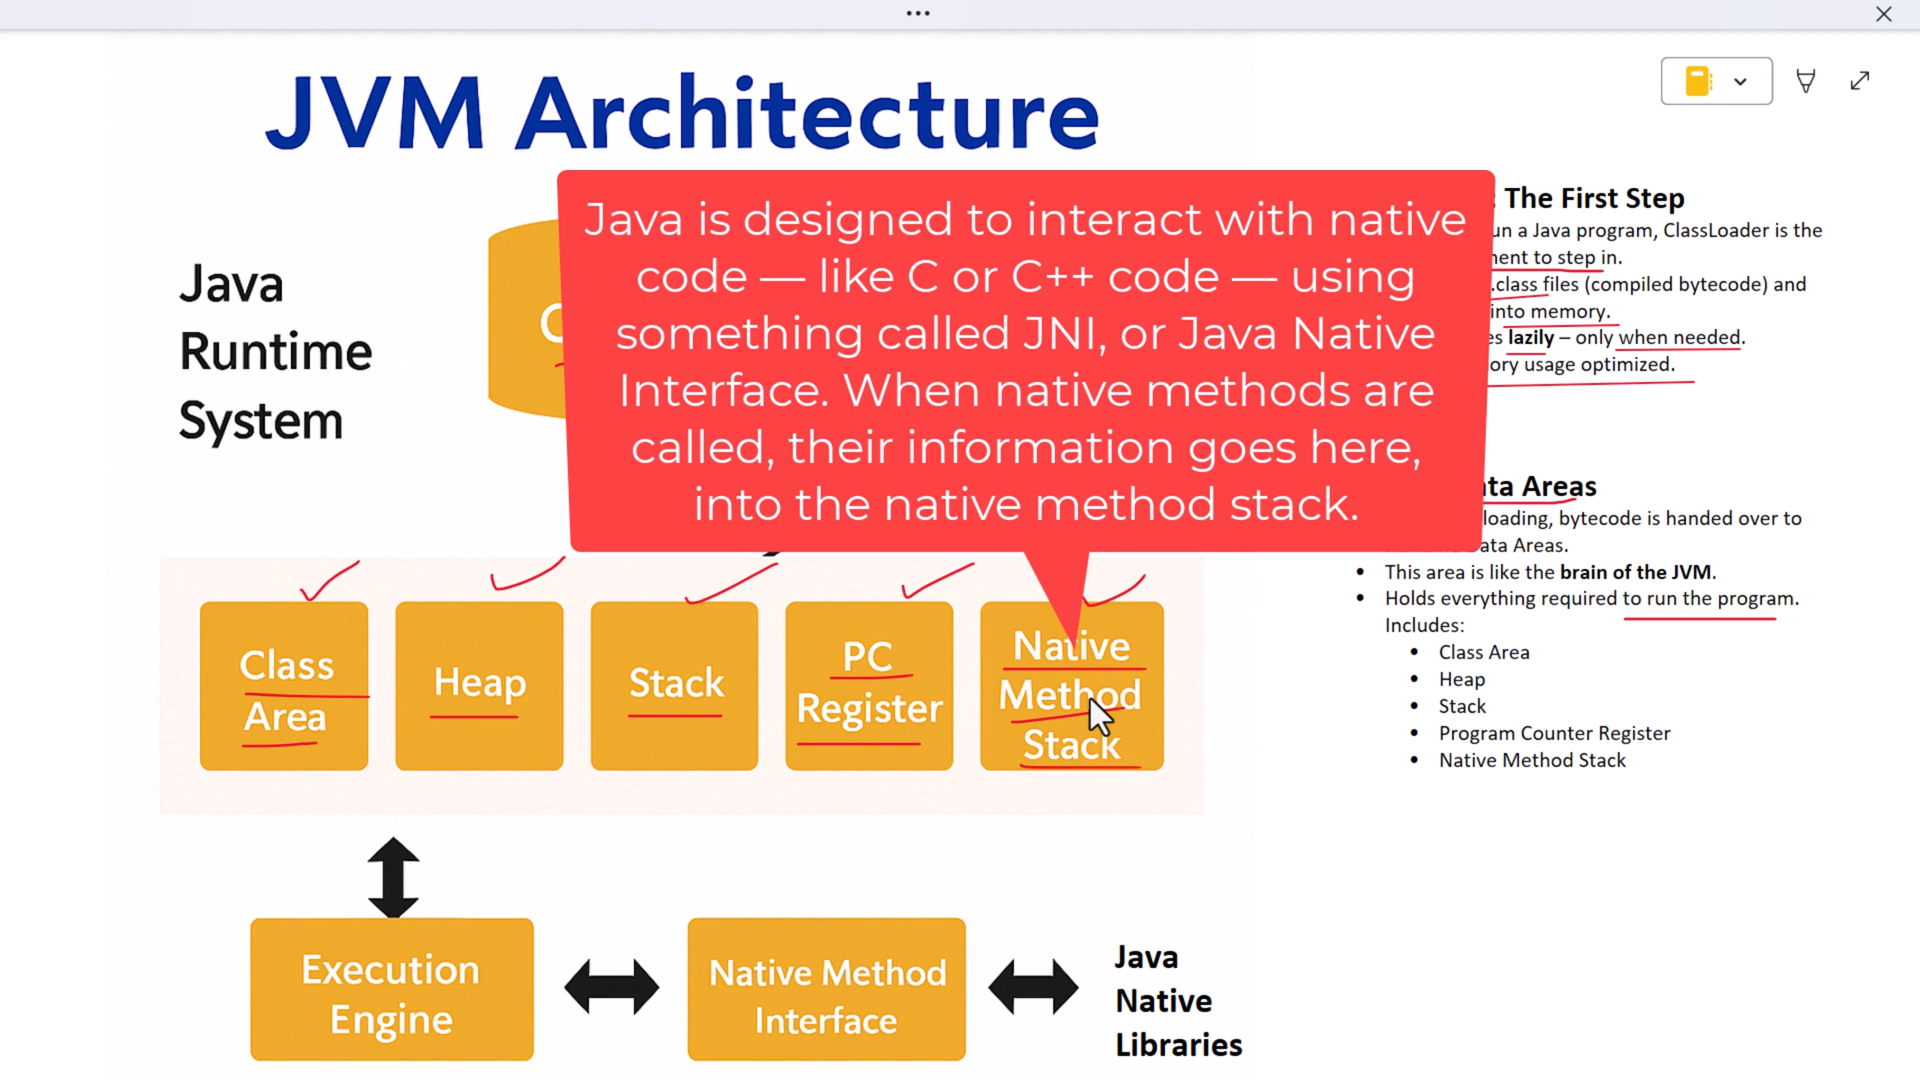 JVM Architecture
Java
Runtime
System
Java is designed to interact with native
code — like C or C++ code — using
something called JNI, or Java Native
Interface. When native methods are
called, their information goes here,
into the native method stack.
Class
Area
Heap
Stack
PC
Register
Native
Method
Stack
Execution
Engine
Native Method
Interface
Java
Native
Libraries
: The First Step
a Java program, ClassLoader is the
to step in.
.class files (compiled bytecode) and
into memory.
lazily – only when needed.
usage optimized.
Areas
loading, bytecode is handed over to
Data Areas.
• This area is like the brain of the JVM.
• Holds everything required to run the program.
Includes:
• Class Area
• Heap
• Stack
• Program Counter Register
• Native Method Stack